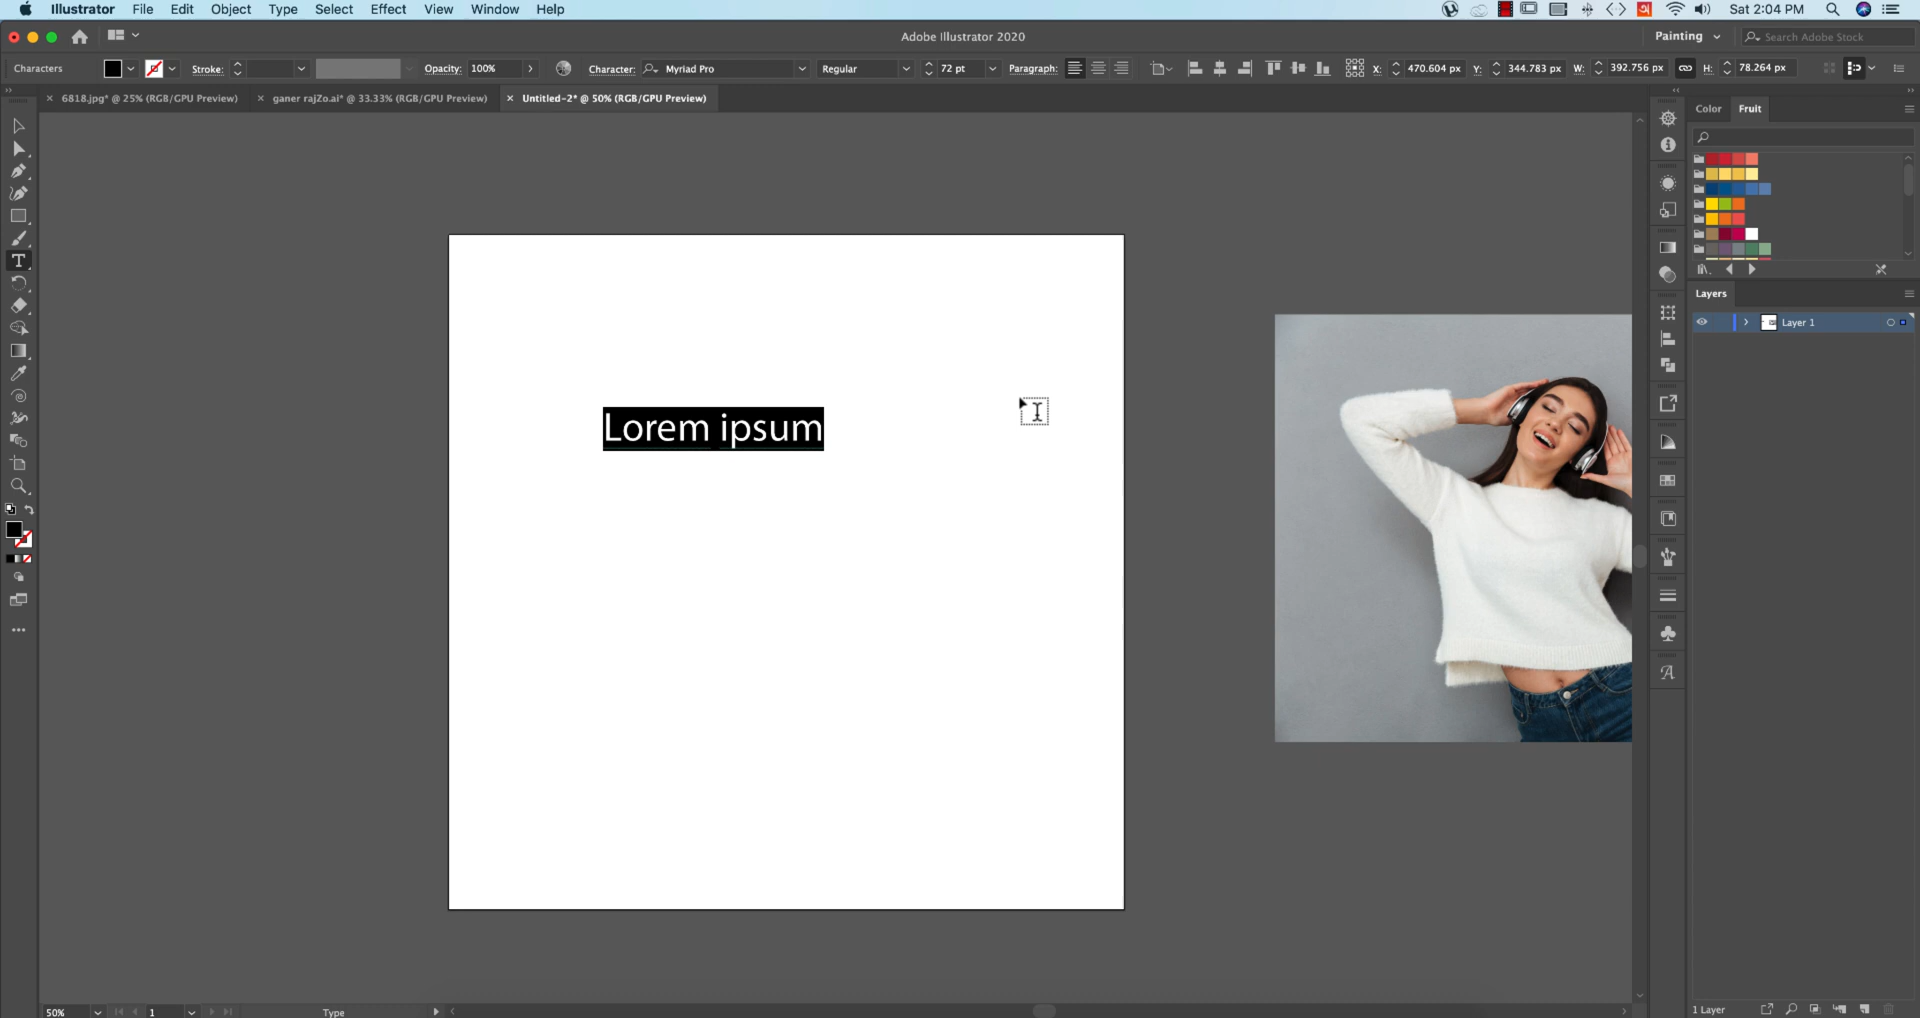 Illustrator File Edit Object Type Select Effect View Window Help
Sat 2:04 PM
Adobe Illustrator 2020
Painting
Search Adobe Stock
Characters
Stroke:
Opacity: 100%
Character: Myriad Pro
Regular
72 pt
Paragraph:
X: 470.604 px
Y: 344.783 px
W: 392.756 px
H: 78.264 px
6818.jpg* @ 25% (RGB/GPU Preview)
ganer rajZo.ai* @ 33.33% (RGB/GPU Preview)
Untitled-2* @ 50% (RGB/GPU Preview)
Color
Fruit
Layers
Layer 1
Lorem ipsum
50%
1
Type
1 Layer